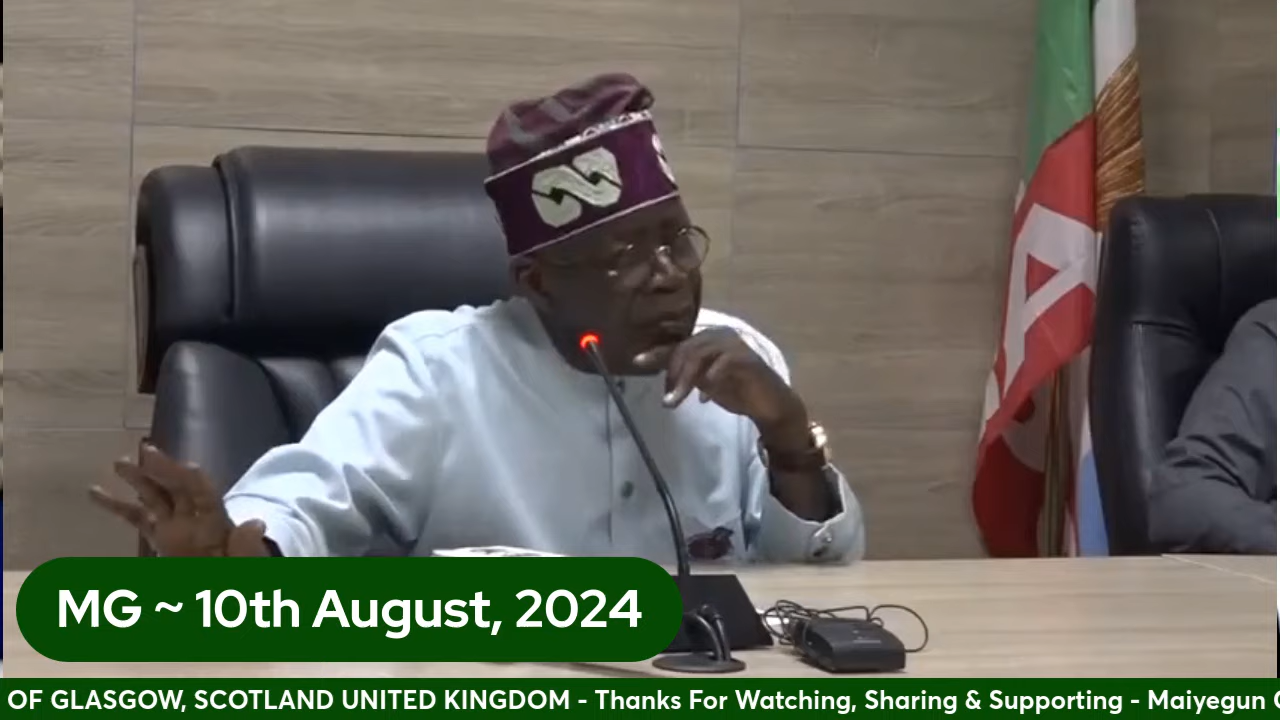 A
MG ~ 10th August, 2024
OF GLASGOW, SCOTLAND UNITED KINGDOM - Thanks For Watching, Sharing & Supporting - Maiyegun